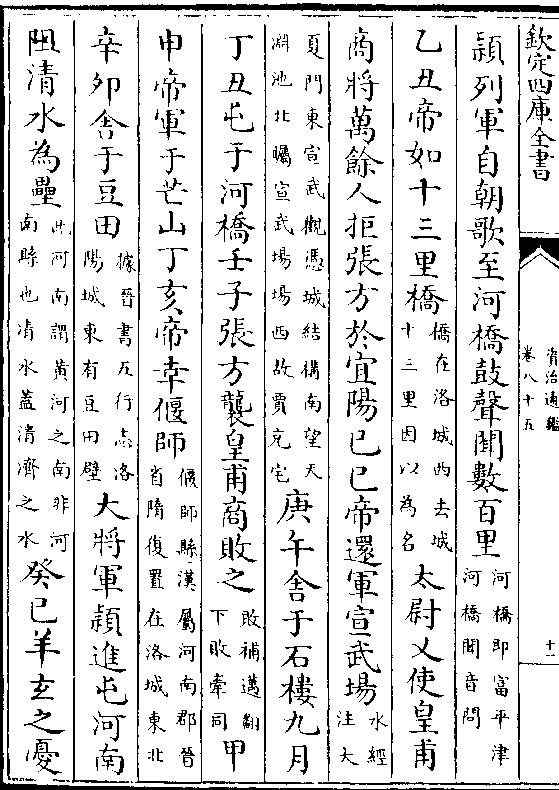 欽定四庫全書
資治通鑑
卷八十五
十一
頴列軍自朝歌至河橋鼓聲聞數百里河橋即富平津河橋聞音問
乙丑帝如十三里橋橋在洛城西去城十三里因以為名太尉乂使皇甫
商將萬餘人拒張方於宜陽己巳帝還軍宣武場水經注大
夏門東宣武觀憑城結構南望天淵池北矚宣武場場西故賈充宅庚午舍于石樓九月
丁丑屯于河橋壬子張方襲皇甫商敗之敗補邁翻下敗牽同甲
申帝軍于芒山丁亥帝幸偃師偃師縣漢屬河南郡晉省隋復置在洛城東北
辛卯舍于豆田據晉書五行志洛陽城東有豆田壁大將軍頴進屯河南
阻清水為壘此河南謂黄河之南非河南縣也清水蓋清濟之水癸巳羊玄之憂